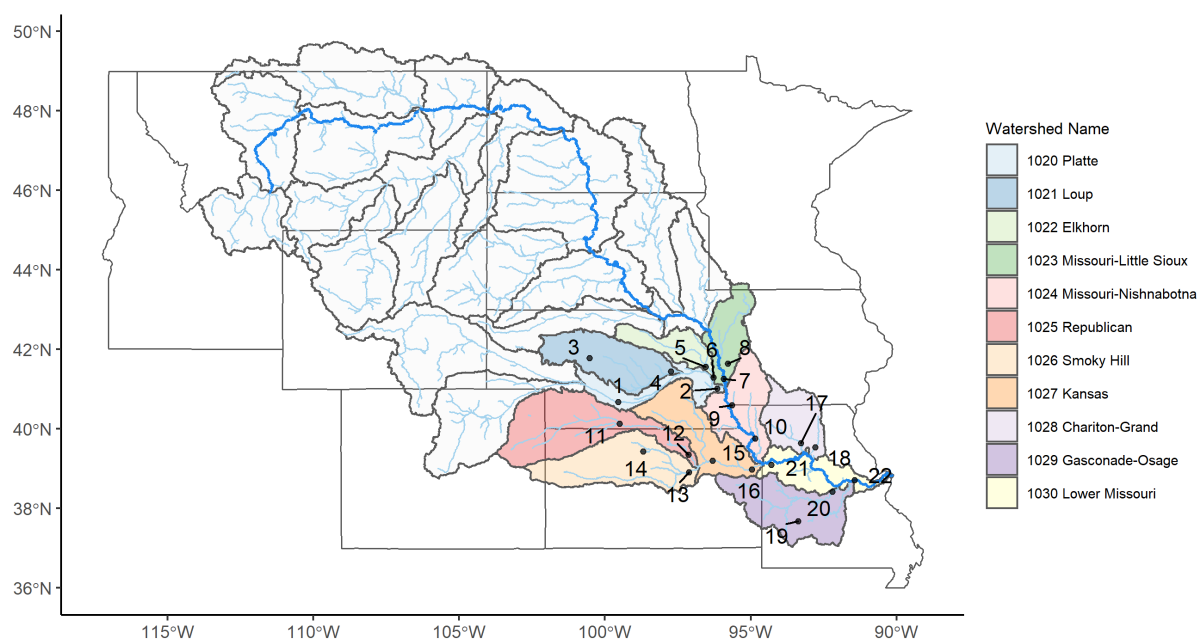 50°N
48°N
46°N
44°N
42°N
40°N
38°N
36°N
115°W
110°W
105°W
100°W
95°W
90°W
3
5
6
8
1
4
2
7
9
17
11
12
10
14
15
18
13
16
21
22
20
19
Watershed Name
1020 Platte
1021 Loup
1022 Elkhorn
1023 Missouri-Little Sioux
1024 Missouri-Nishnabotna
1025 Republican
1026 Smoky Hill
1027 Kansas
1028 Chariton-Grand
1029 Gasconade-Osage
1030 Lower Missouri